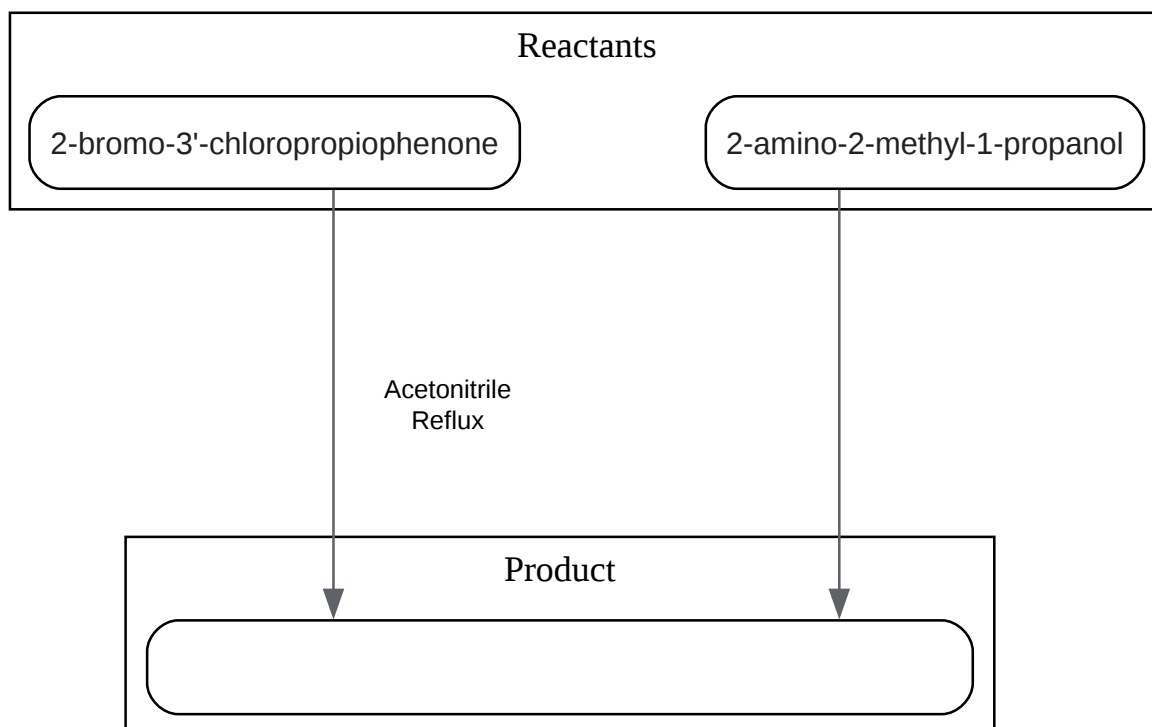 Reactants
2-bromo-3'-chloropropiophenone
2-amino-2-methyl-1-propanol
Acetonitrile
Reflux
Product